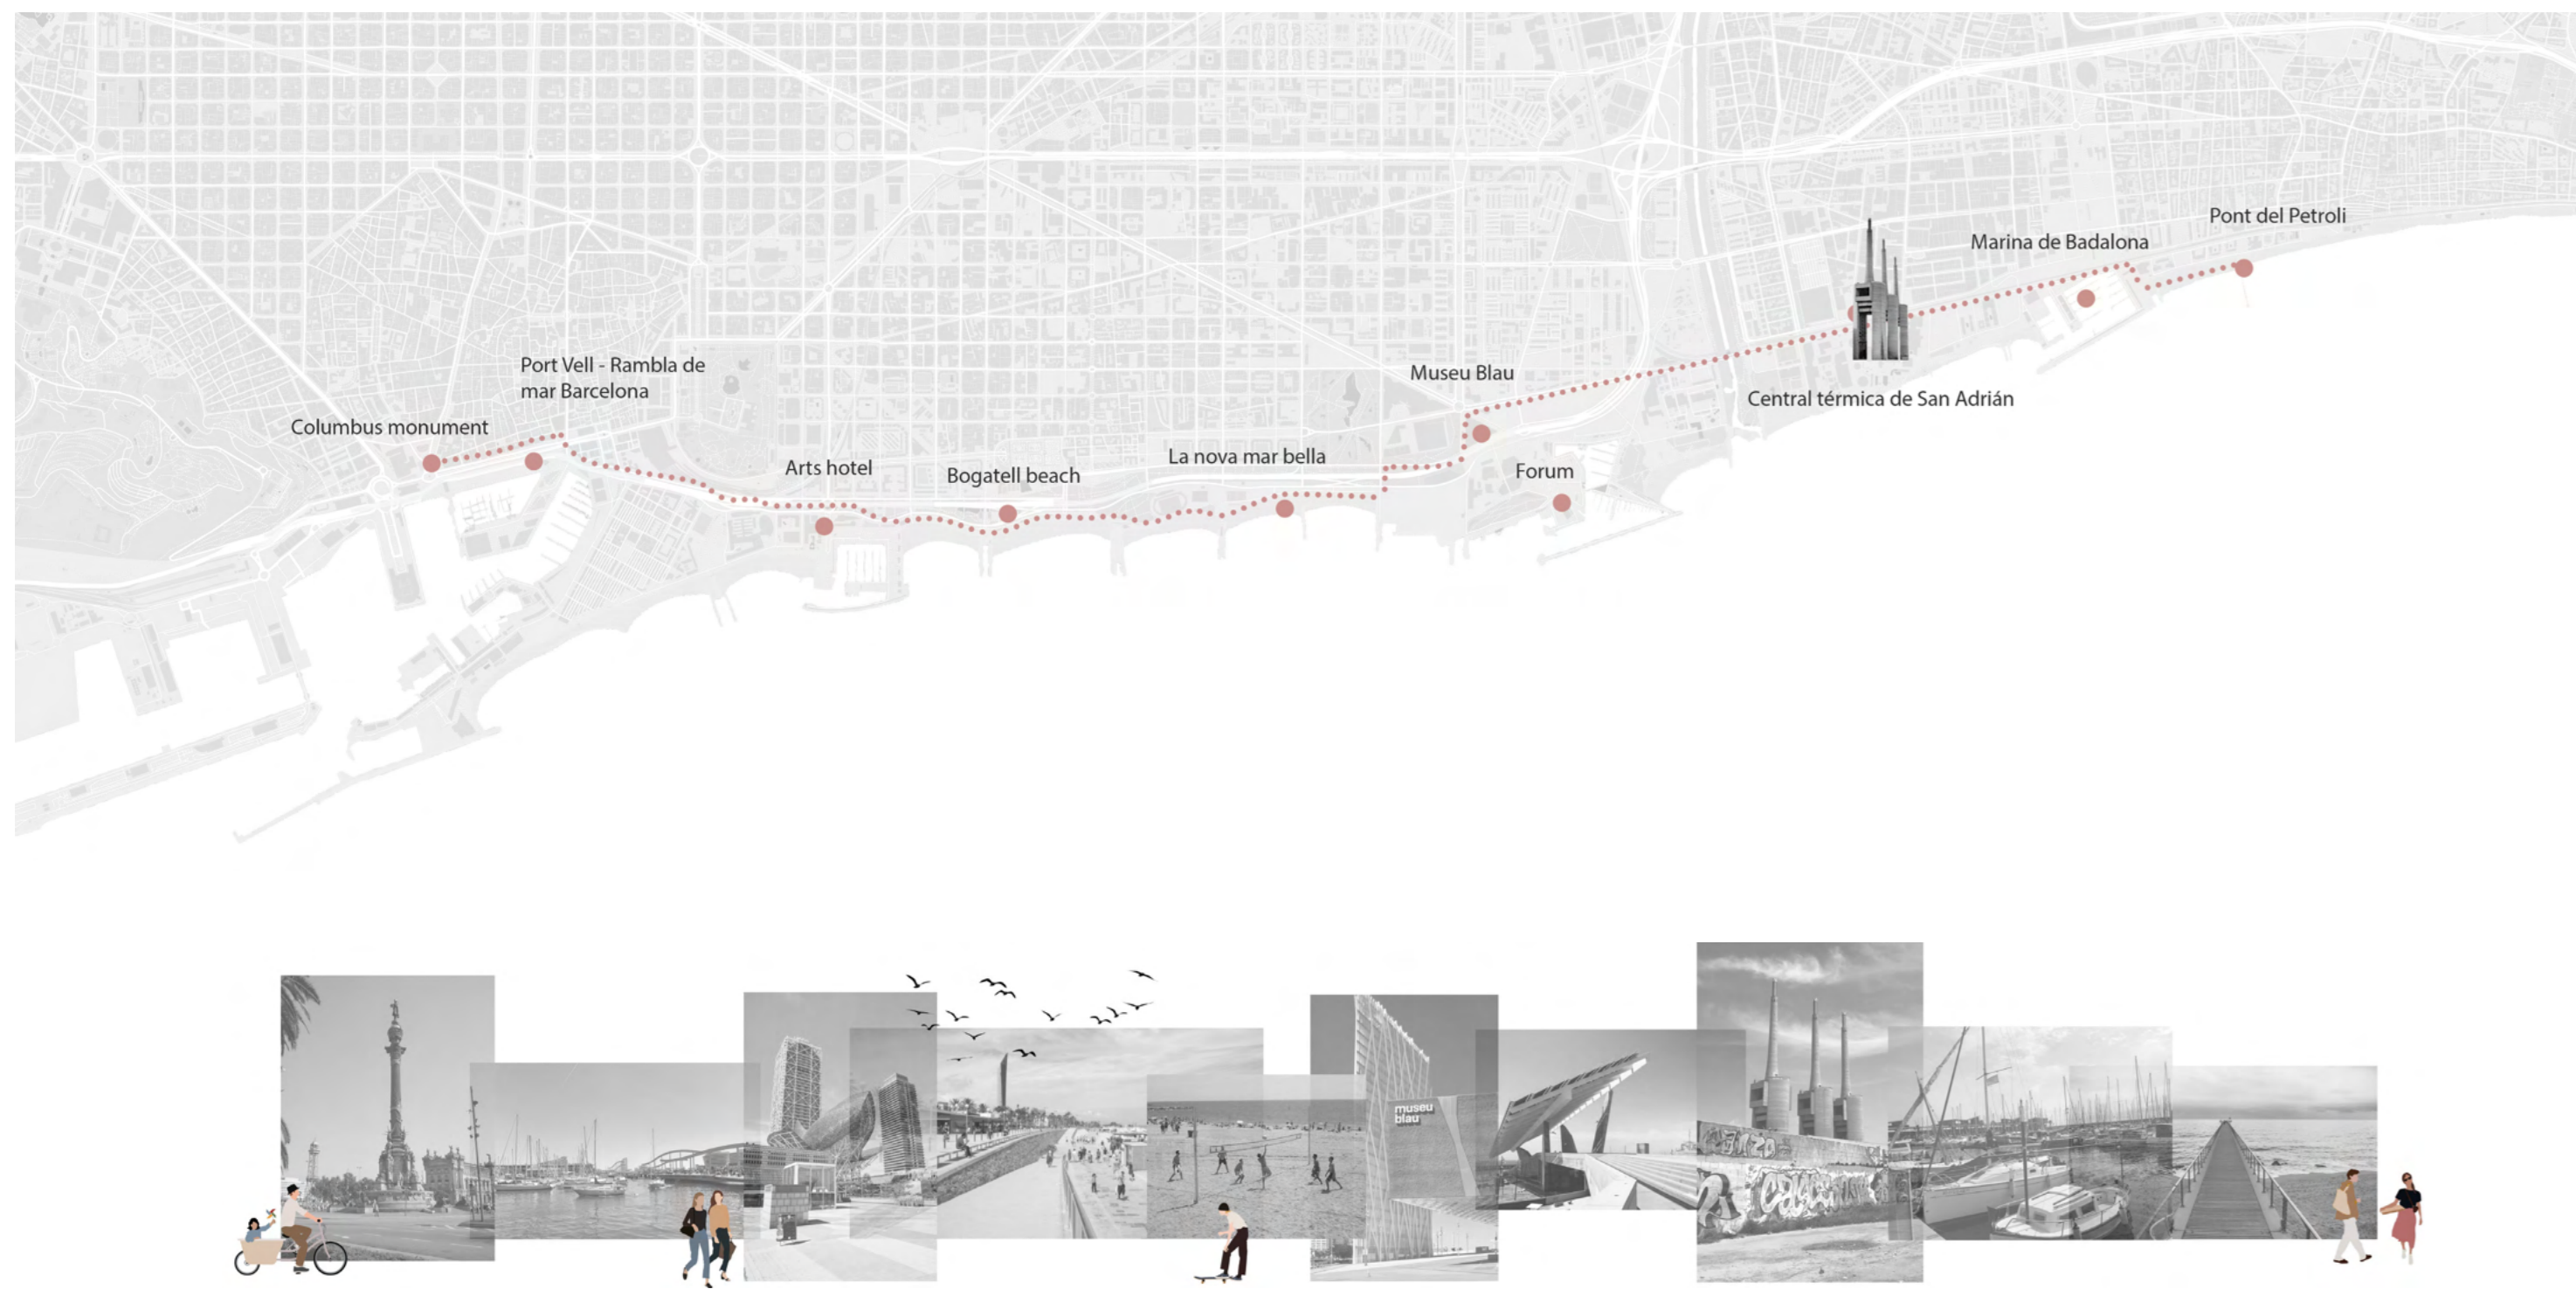 Pont del Petroli
Marina de Badalona
Port Vell - Rambla de
mar Barcelona
Museu Blau
Central térmica de San Adrián
Columbus monument
Arts hotel
Bogatell beach
La nova mar bella
Forum
museu
blau